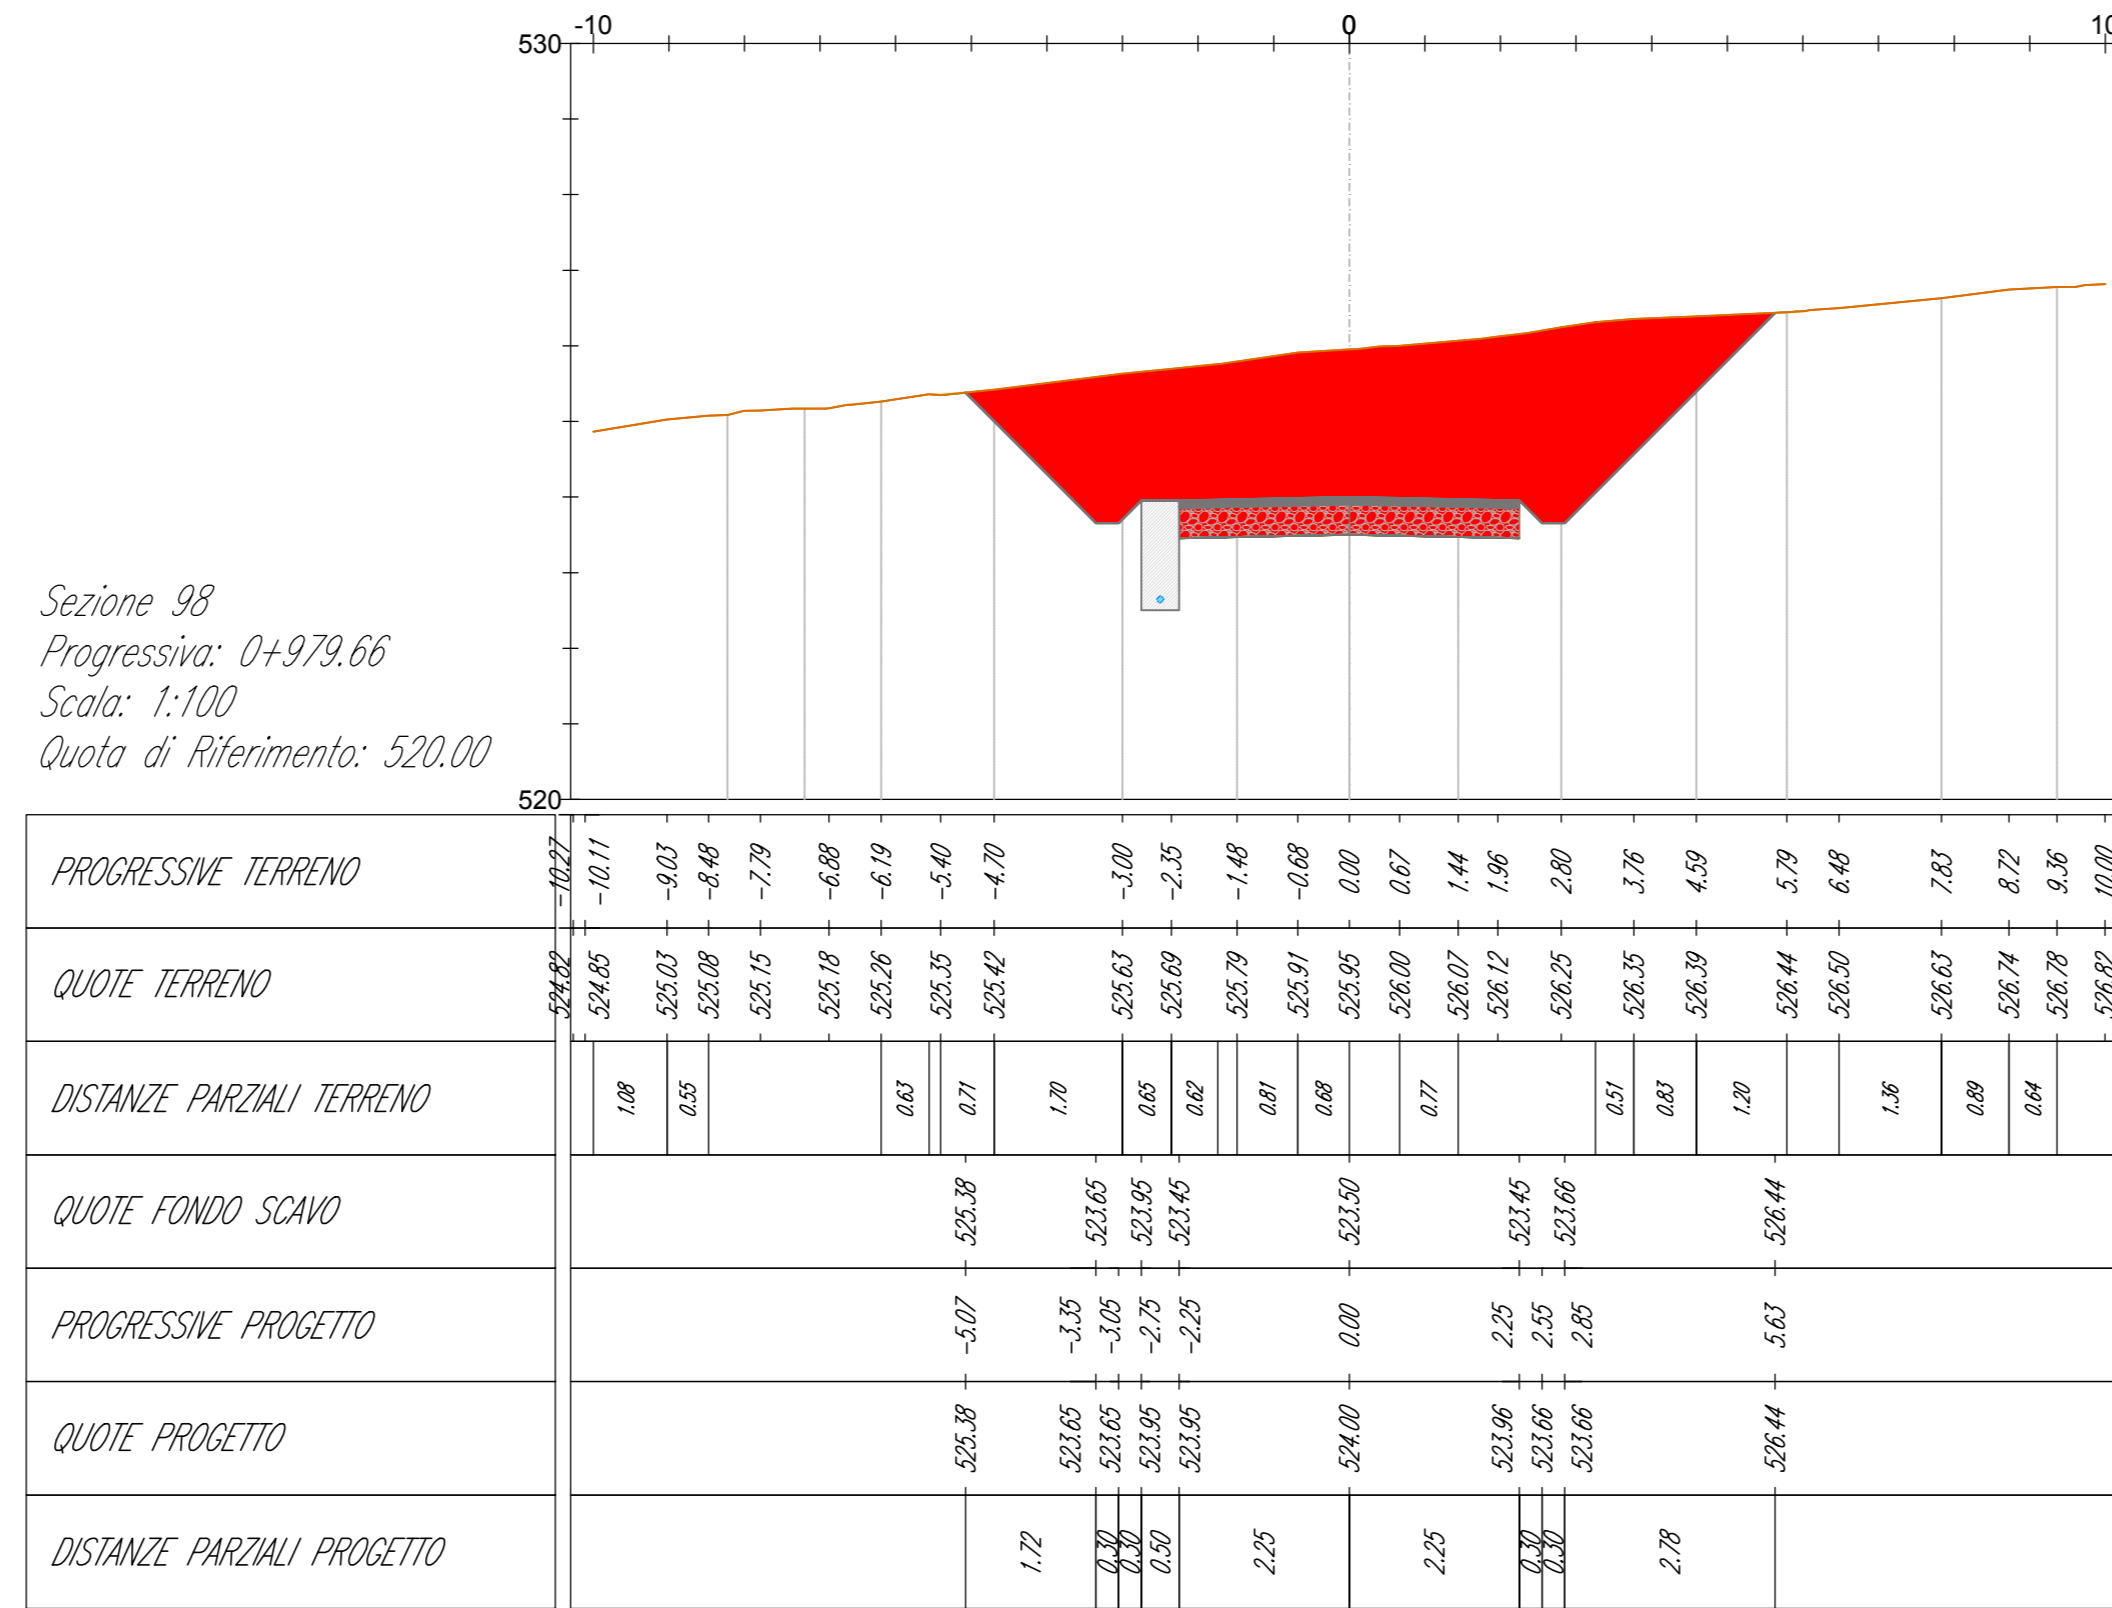 -10 0 10
530
Sezione 98
Progressiva: 0+979.66
Scala: 1:100
Quota di Riferimento: 520.00
520
PROGRESSIVE TERRENO -10.27 -10.11 -9.03 -8.48 -7.79 -6.88 -6.19 -5.40 -4.70 -3.00 -2.35 -1.48 -0.68 0.00 0.67 1.44 1.96 2.80 3.76 4.59 5.79 6.48 7.83 8.72 9.36 10.00
QUOTE TERRENO 524.82 524.85 525.03 525.08 525.15 525.18 525.26 525.35 525.42 525.63 525.69 525.79 525.91 525.95 526.00 526.07 526.12 526.25 526.35 526.39 526.44 526.50 526.63 526.74 526.78 526.82
DISTANZE PARZIALI TERRENO 1.08 0.55 0.63 0.71 1.70 0.65 0.62 0.81 0.68 0.77 0.51 0.83 1.20 1.36 0.89 0.64
QUOTE FONDO SCAVO 525.38 523.65 523.95 523.45 523.50 523.45 523.66 526.44
PROGRESSIVE PROGETTO -5.07 -3.35 -3.05 -2.75 -2.25 0.00 2.25 2.55 2.85 5.63
QUOTE PROGETTO 525.38 523.65 523.65 523.95 523.95 524.00 523.96 523.66 523.66 526.44
DISTANZE PARZIALI PROGETTO 1.72 0.30 0.30 0.50 2.25 2.25 0.30 0.30 2.78